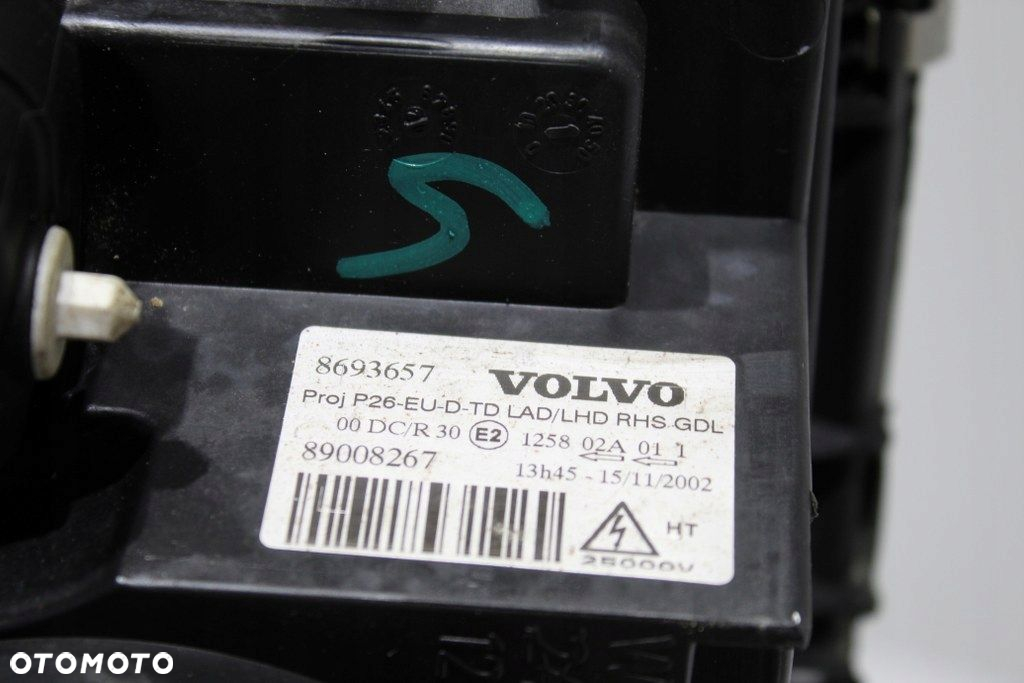 8693657 VOLVO
Proj P26-EU-D-TD LAD/LHD RHS GDL
00 DC/R 30 E2 1258 02A 01 1
89008267 13h45 - 15/11/2002
HT
25000V
OTOMOTO